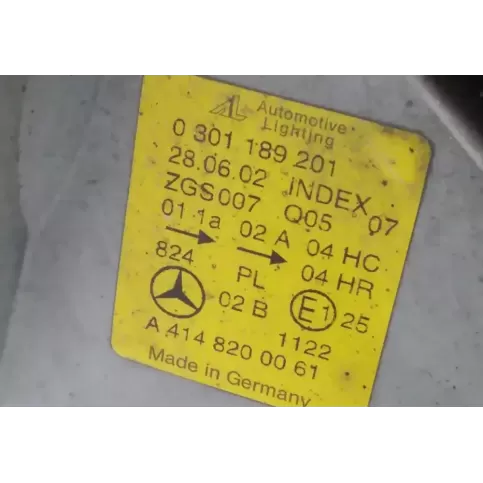 AL Automotive Lighting
0 301 189 201
28.06.02 INDEX 07
ZGS007 Q05
01 1a 02 A 04 HC
824 PL 04 HR
02 B E1 25
1122
A 414 820 00 61
Made in Germany